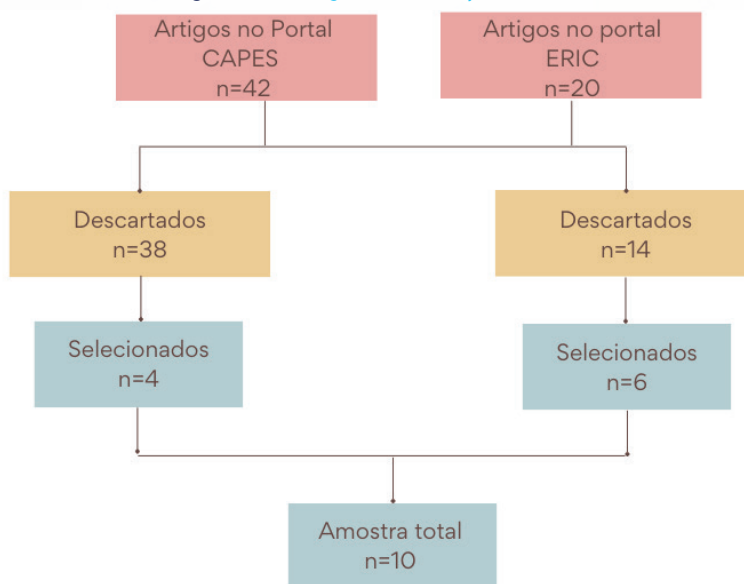 Artigos no Portal
CAPES
n=42
Artigos no portal
ERIC
n=20
Descartados
n=38
Descartados
n=14
Selecionados
n=4
Selecionados
n=6
Amostra total
n=10